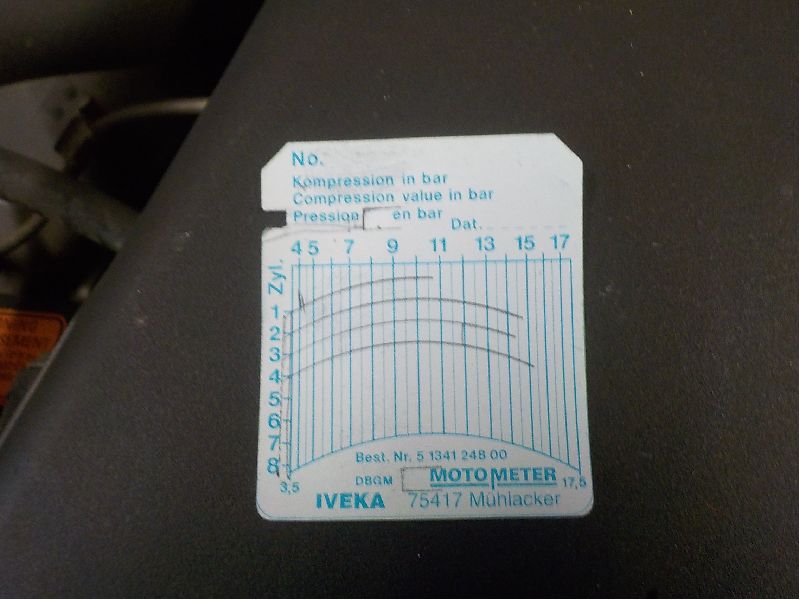 No.
Kompression in bar
Compression value in bar
Pression en bar
Dat.
4 5 7 9 11 13 15 17
Zyl.
1
2
3
4
5
6
7
8
3,5
17,5
Best. Nr. 5 1341 248 00
DBGM MOTOMETER
IVEKA 75417 Mühlacker